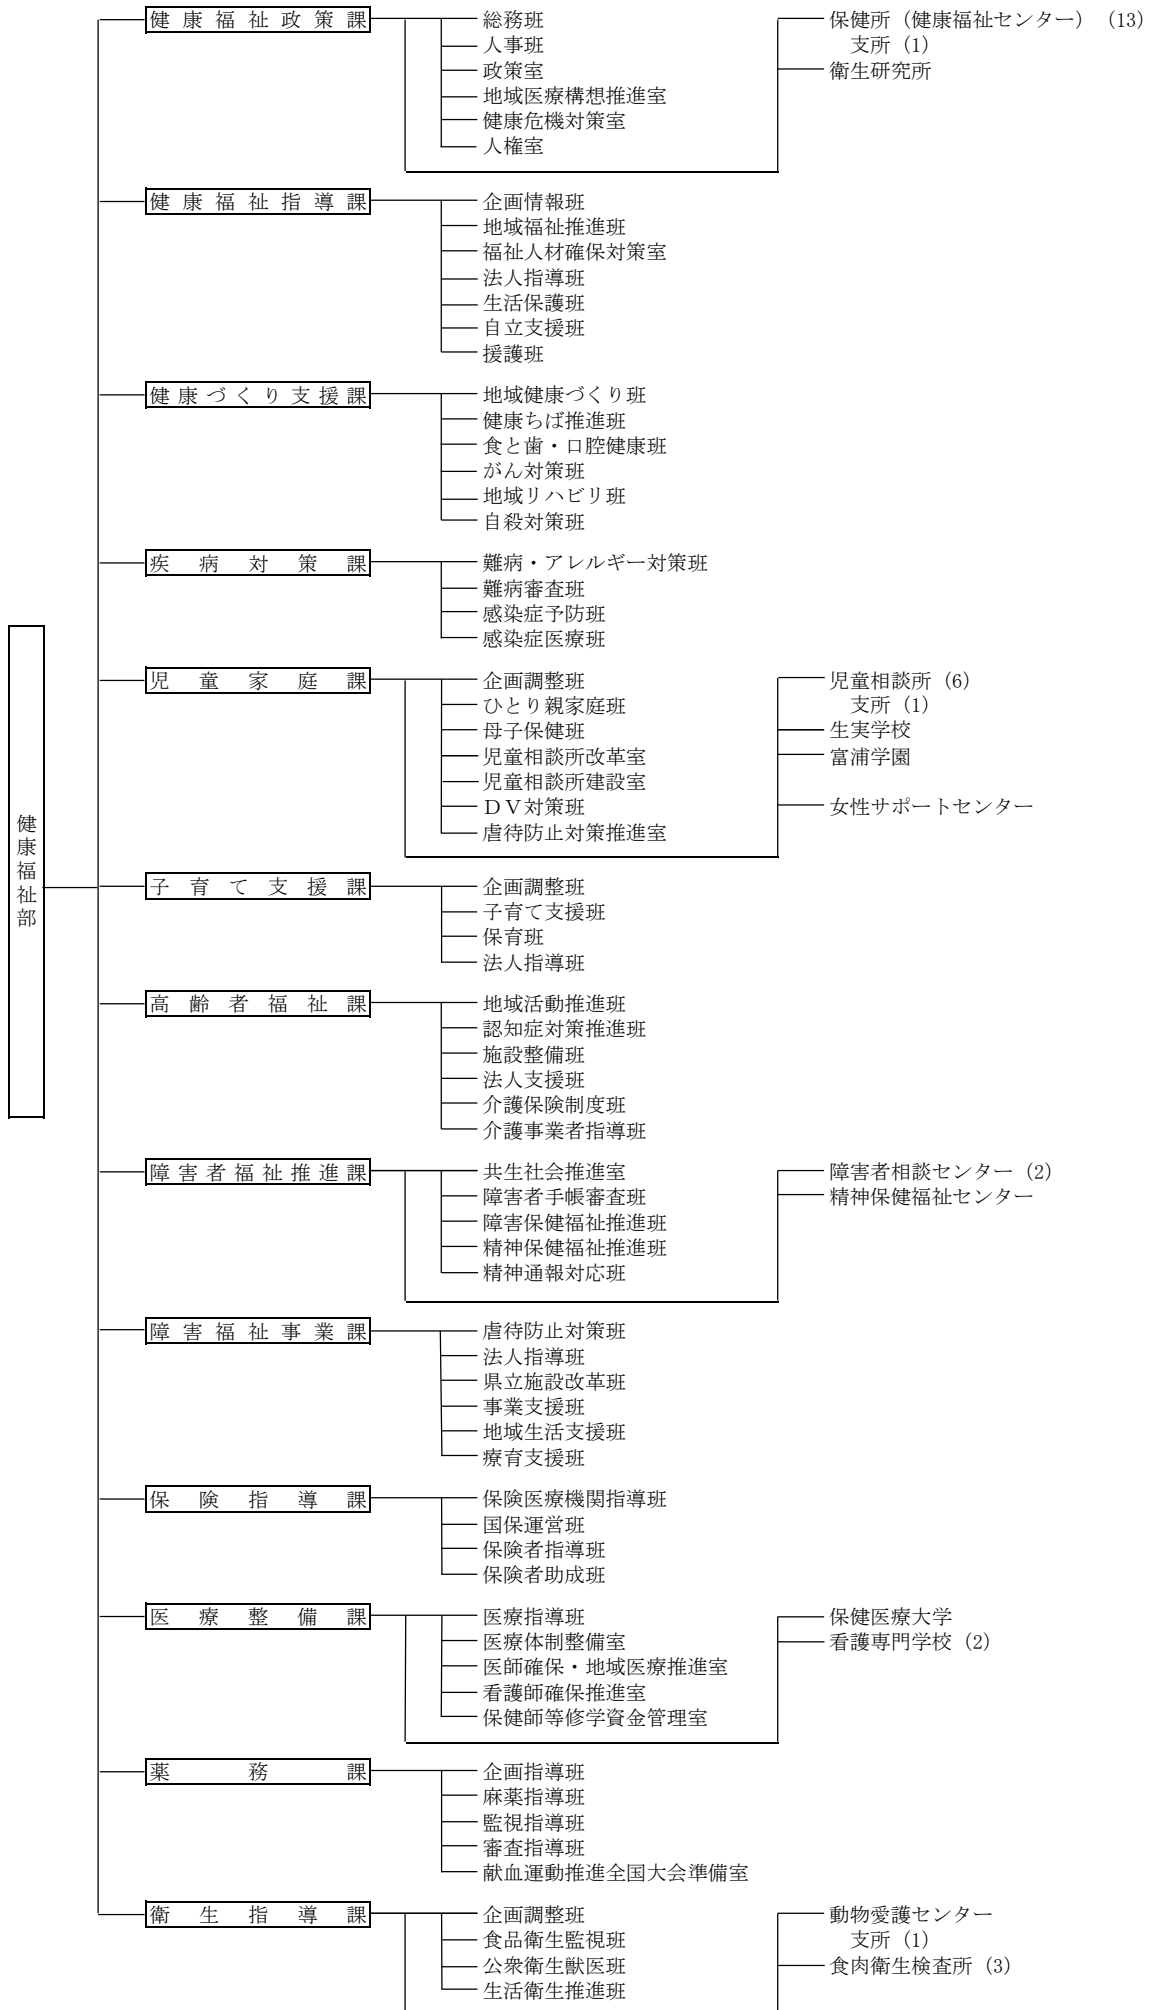 健康福祉部
健康福祉政策課
総務班
人事班
政策室
地域医療構想推進室
健康危機対策室
人権室
保健所（健康福祉センター）（13）
支所（1）
衛生研究所
健康福祉指導課
企画情報班
地域福祉推進班
福祉人材確保対策室
法人指導班
生活保護班
自立支援班
援護班
健康づくり支援課
地域健康づくり班
健康ちば推進班
食と歯・口腔健康班
がん対策班
地域リハビリ班
自殺対策班
疾病対策課
難病・アレルギー対策班
難病審査班
感染症予防班
感染症医療班
児童家庭課
企画調整班
ひとり親家庭班
母子保健班
児童相談所改革室
児童相談所建設室
ＤＶ対策班
虐待防止対策推進室
児童相談所（6）
支所（1）
生実学校
富浦学園
女性サポートセンター
子育て支援課
企画調整班
子育て支援班
保育班
法人指導班
高齢者福祉課
地域活動推進班
認知症対策推進班
施設整備班
法人支援班
介護保険制度班
介護事業者指導班
障害者福祉推進課
共生社会推進室
障害者手帳審査班
障害保健福祉推進班
精神保健福祉推進班
精神通報対応班
障害者相談センター（2）
精神保健福祉センター
障害福祉事業課
虐待防止対策班
法人指導班
県立施設改革班
事業支援班
地域生活支援班
療育支援班
保険指導課
保険医療機関指導班
国保運営班
保険者指導班
保険者助成班
医療整備課
医療指導班
医療体制整備室
医師確保・地域医療推進室
看護師確保推進室
保健師等修学資金管理室
保健医療大学
看護専門学校（2）
薬務課
企画指導班
麻薬指導班
監視指導班
審査指導班
献血運動推進全国大会準備室
衛生指導課
企画調整班
食品衛生監視班
公衆衛生獣医班
生活衛生推進班
動物愛護センター
支所（1）
食肉衛生検査所（3）